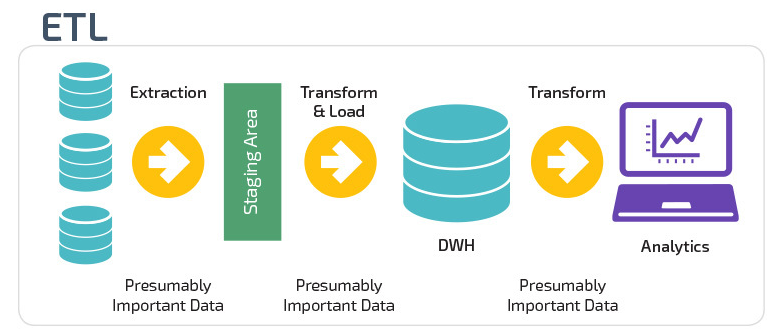 ETL
Extraction
Staging Area
Transform
& Load
DWH
Transform
Analytics
Presumably
Important Data
Presumably
Important Data
Presumably
Important Data